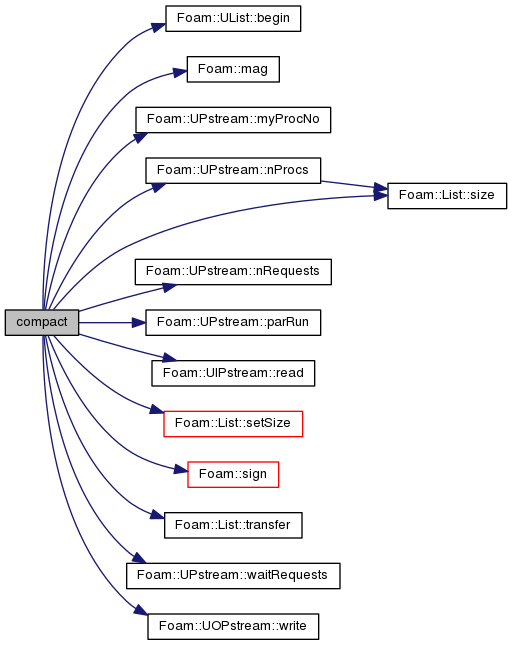 Foam::UList::begin
Foam::mag
Foam::UPstream::myProcNo
Foam::UPstream::nProcs
Foam::List::size
Foam::UPstream::nRequests
compact
Foam::UPstream::parRun
Foam::UIPstream::read
Foam::List::setSize
Foam::sign
Foam::List::transfer
Foam::UPstream::waitRequests
Foam::UOPstream::write